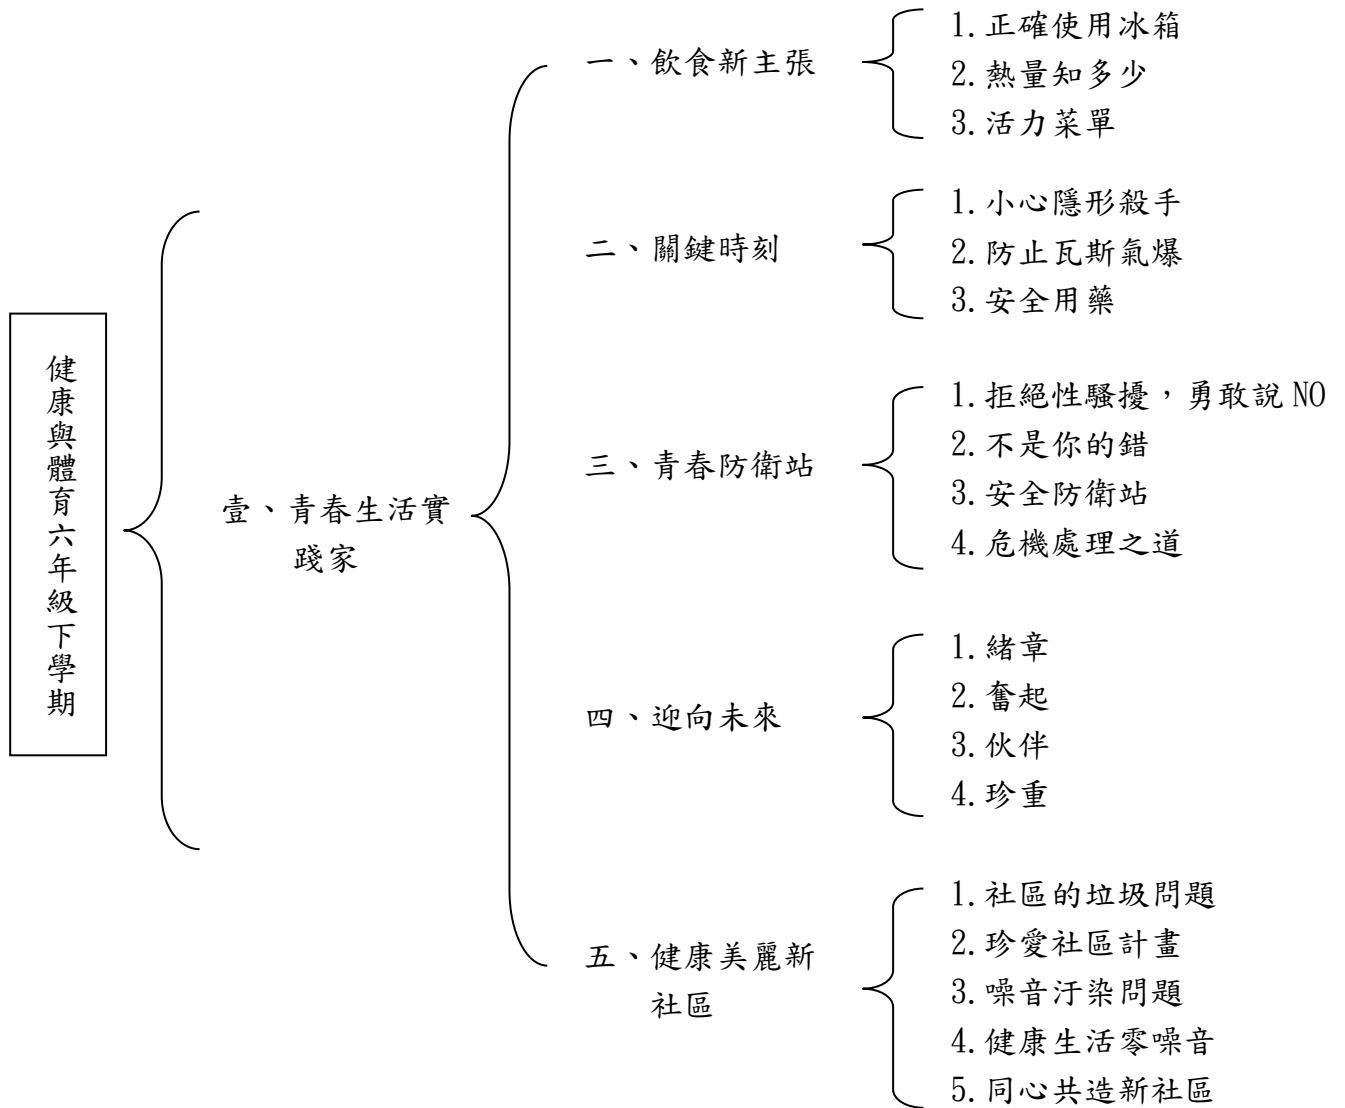 健康與體育六年級下學期
壹、青春生活實
踐家
一、飲食新主張
1.正確使用冰箱
2.熱量知多少
3.活力菜單
二、關鍵時刻
1.小心隱形殺手
2.防止瓦斯氣爆
3.安全用藥
三、青春防衛站
1.拒絕性騷擾，勇敢說 NO
2.不是你的錯
3.安全防衛站
4.危機處理之道
四、迎向未來
1.緒章
2.奮起
3.伙伴
4.珍重
五、健康美麗新
社區
1.社區的垃圾問題
2.珍愛社區計畫
3.噪音汙染問題
4.健康生活零噪音
5.同心共造新社區